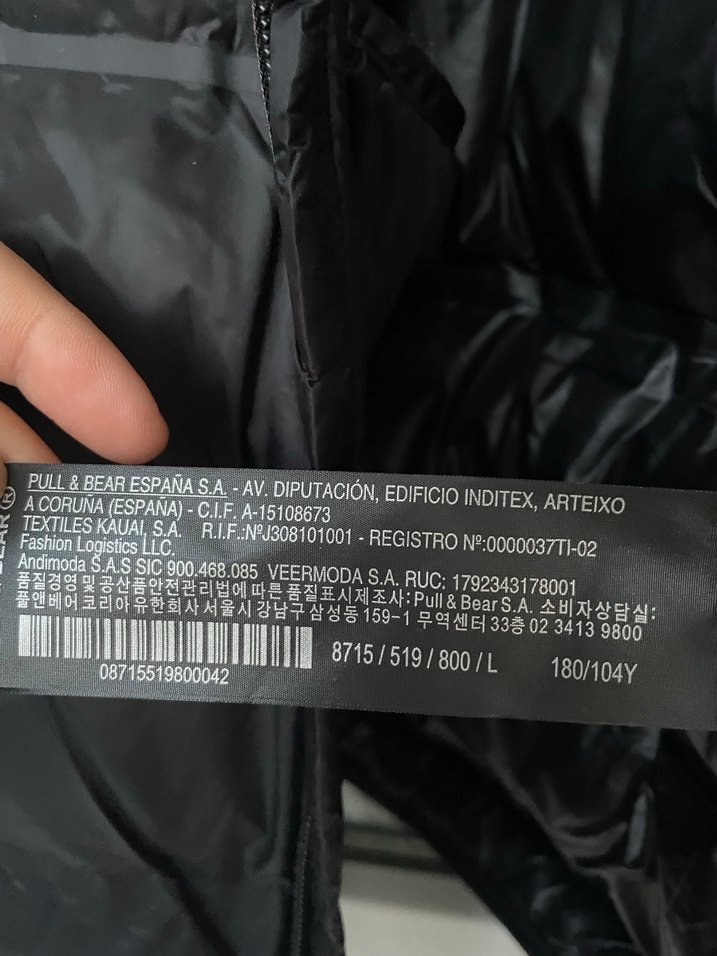 PULL & BEAR ESPAÑA S.A. - AV. DIPUTACIÓN, EDIFICIO INDITEX, ARTEIXO
A CORUÑA (ESPAÑA) - C.I.F. A-15108673
TEXTILES KAUAI, S.A. R.I.F.:NºJ308101001 - REGISTRO Nº:0000037TI-02
Fashion Logistics LLC.
Andimoda S.A.S SIC 900.468.085 VEERMODA S.A. RUC: 1792343178001
품질경영 및 공산품안전관리법에 따른 품질표시제조사: Pull & Bear S.A. 소비자상담실:
풀앤베어 코리아 유한회사 서울시 강남구 삼성동 159-1 무역센터 33층 02 3413 9800
08715519800042
8715 / 519 / 800 / L 180/104Y